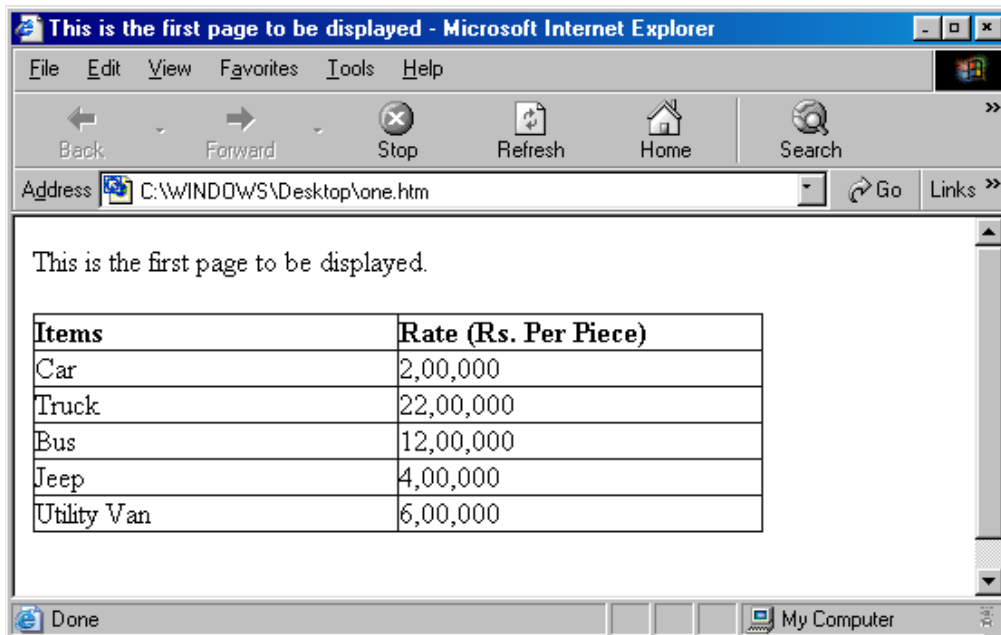 This is the first page to be displayed - Microsoft Internet Explorer
File Edit View Favorites Tools Help
Back Forward Stop Refresh Home Search »
Address C:\WINDOWS\Desktop\one.htm Go Links »
This is the first page to be displayed.
Items Rate (Rs. Per Piece)
Car 2,00,000
Truck 22,00,000
Bus 12,00,000
Jeep 4,00,000
Utility Van 6,00,000
Done My Computer